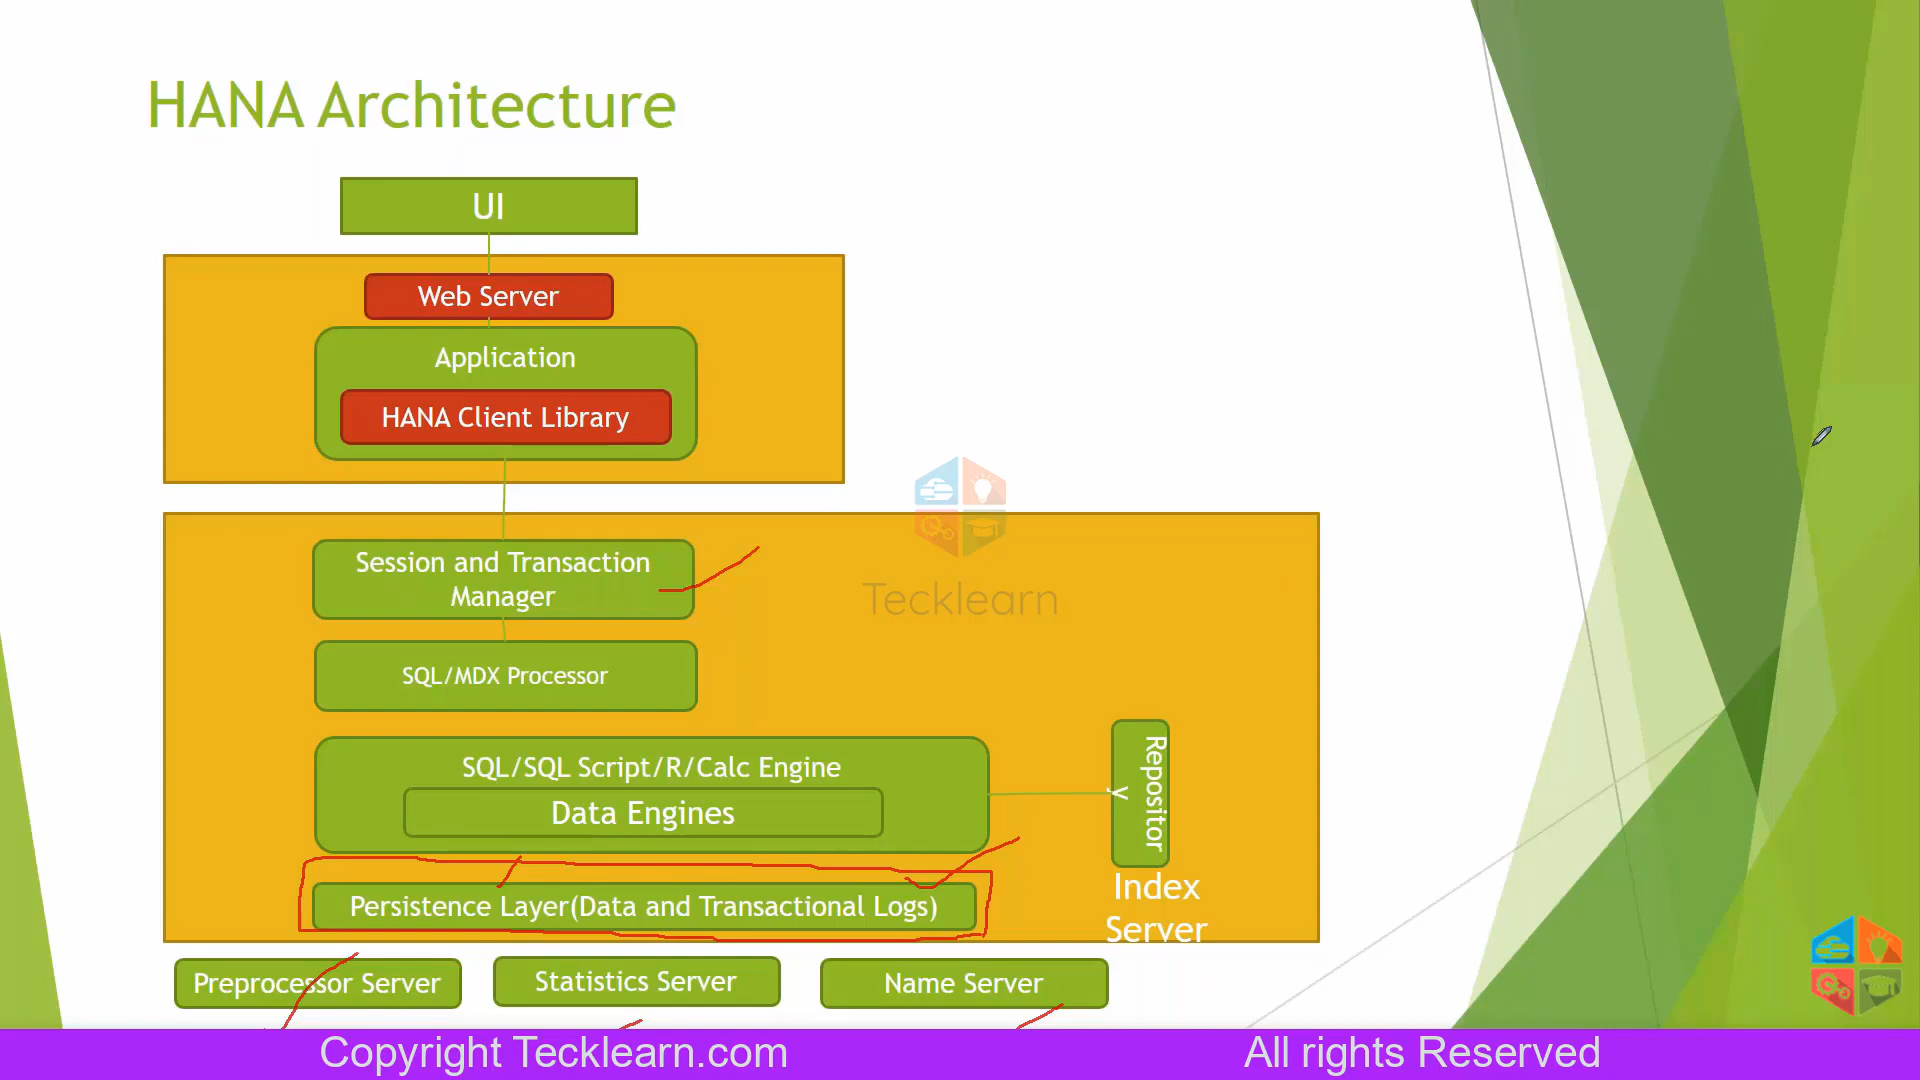 HANA Architecture
UI
Web Server
Application
HANA Client Library
Session and Transaction
Manager
SQL/MDX Processor
SQL/SQL Script/R/Calc Engine
Data Engines
Repositor
y
Persistence Layer(Data and Transactional Logs)
Index
Server
Preprocessor Server
Statistics Server
Name Server
Tecklearn
Copyright Tecklearn.com
All rights Reserved